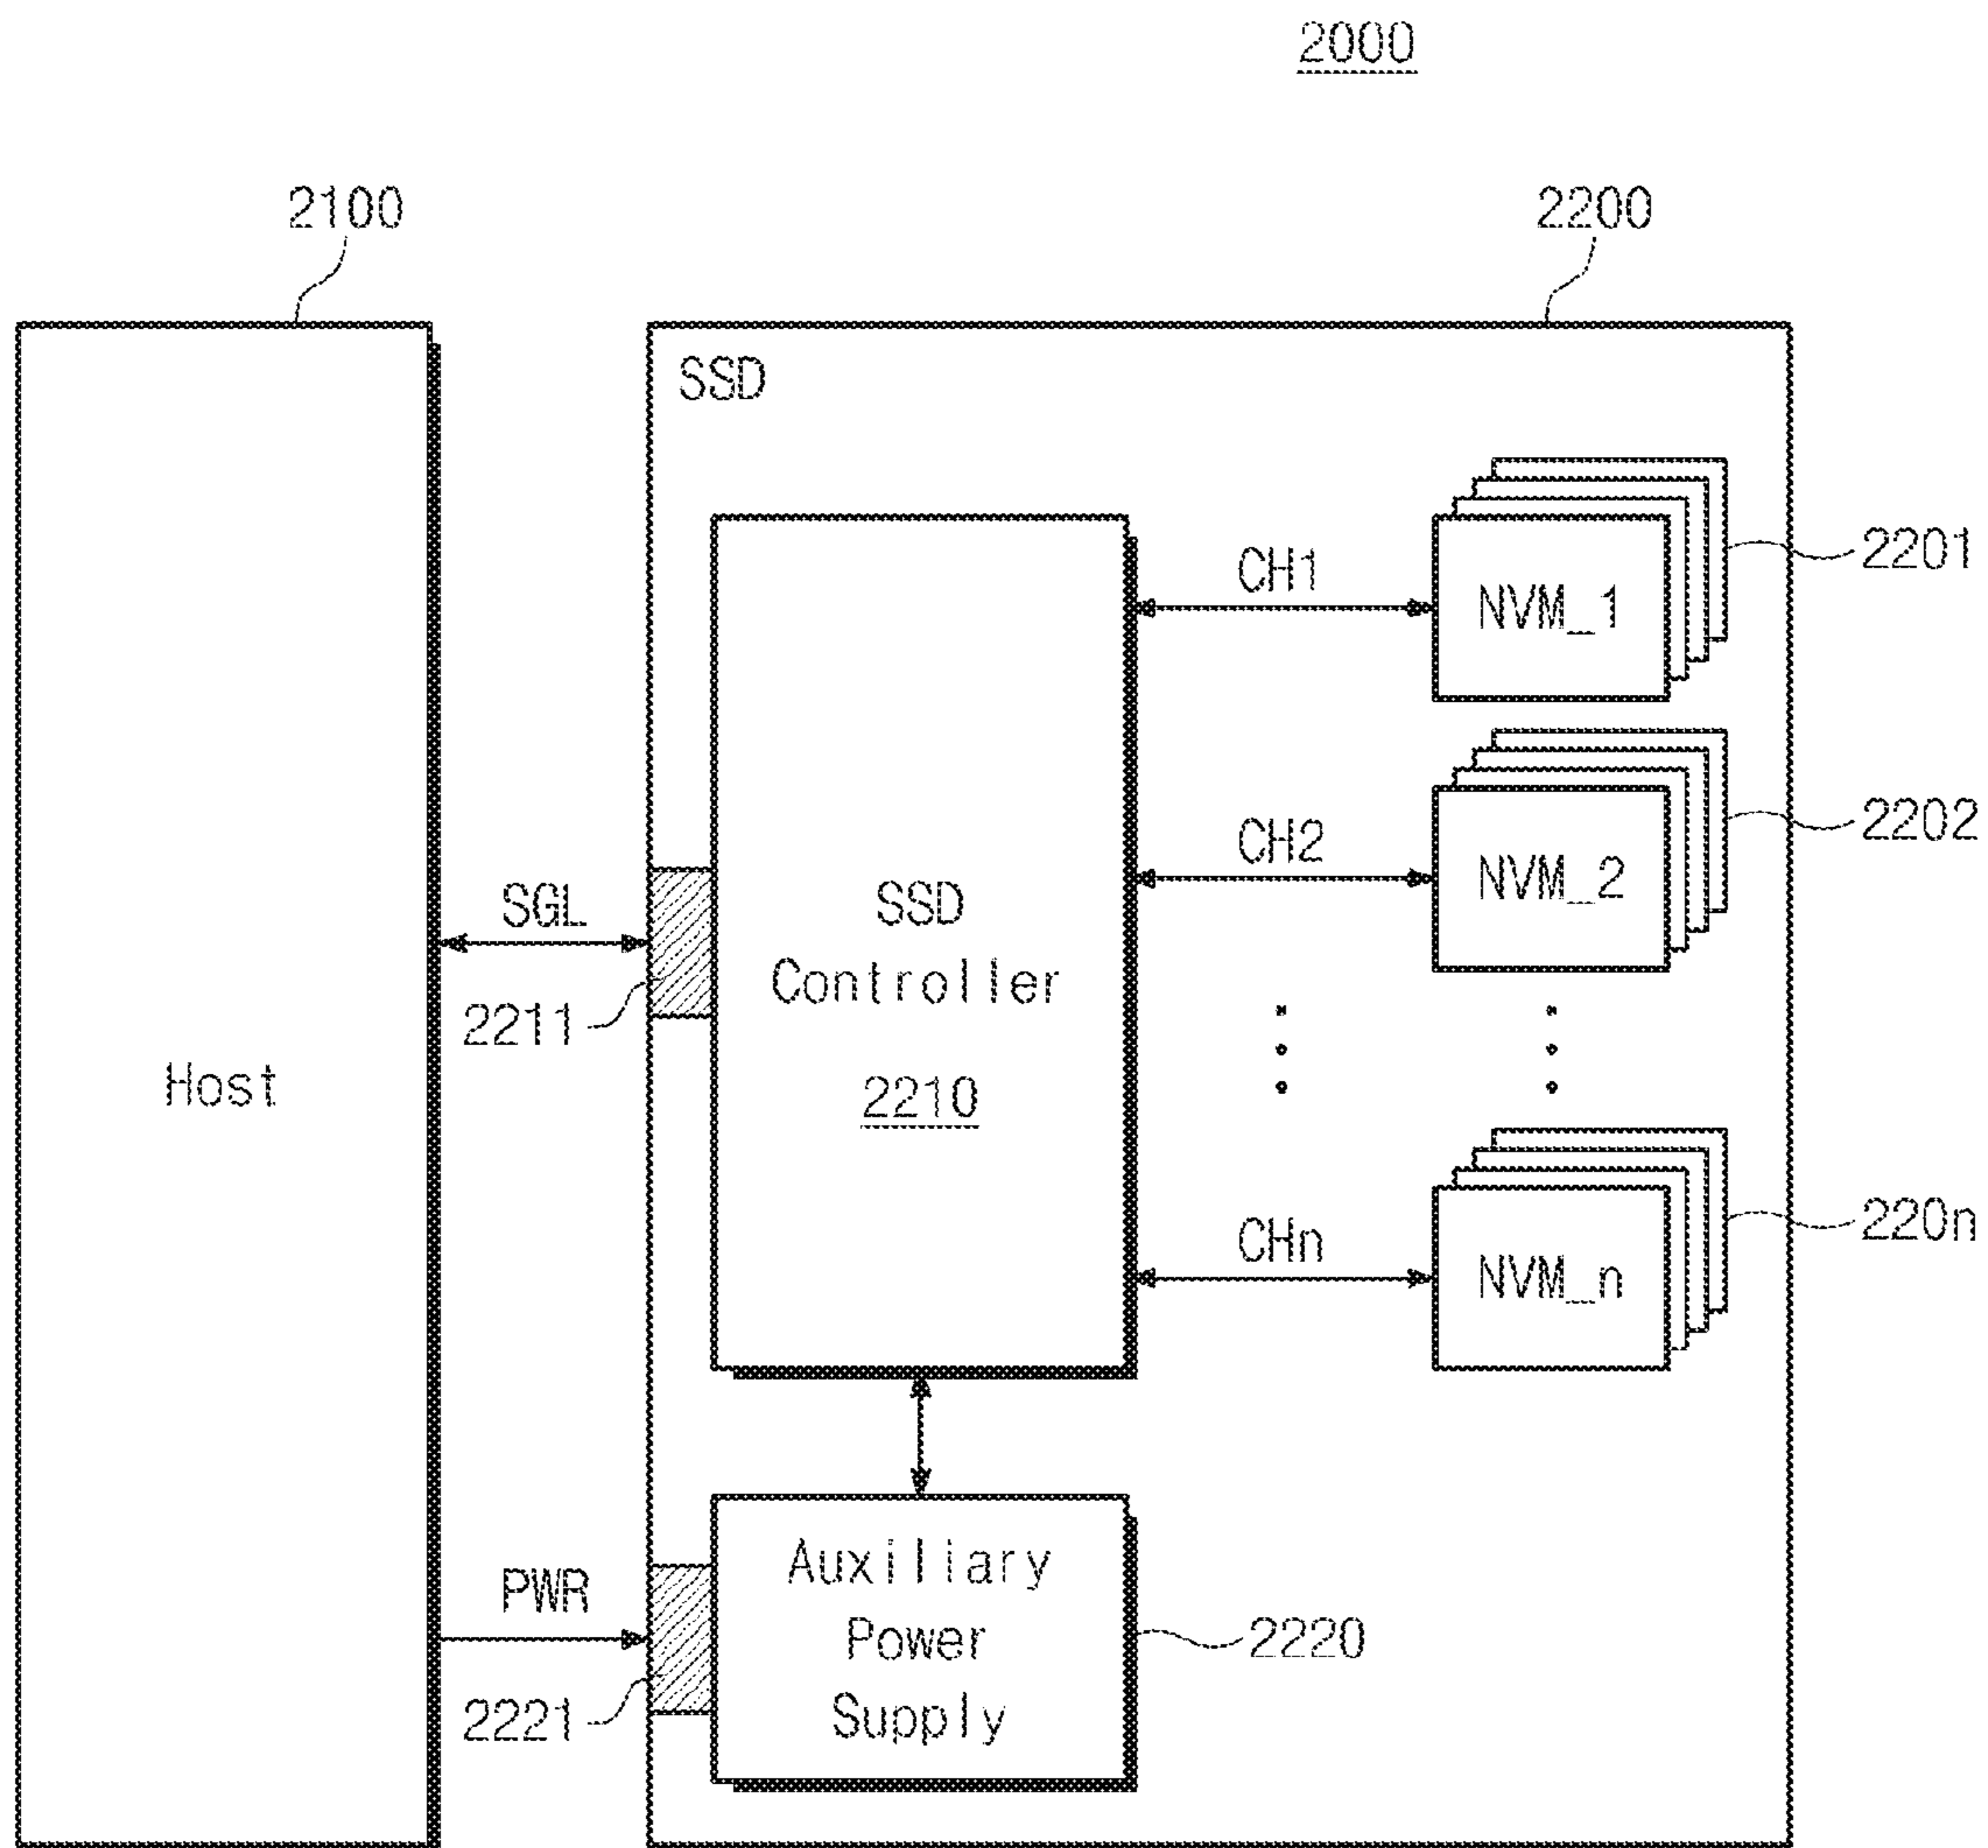 2000
2100
2200
SSD
2201
CH1
NVM_1
2202
CH2
NVM_2
SGL
SSD
Controller
2210
2211
Host
220n
CHn
NVM_n
PWR
Auxiliary
Power
Supply
2220
2221